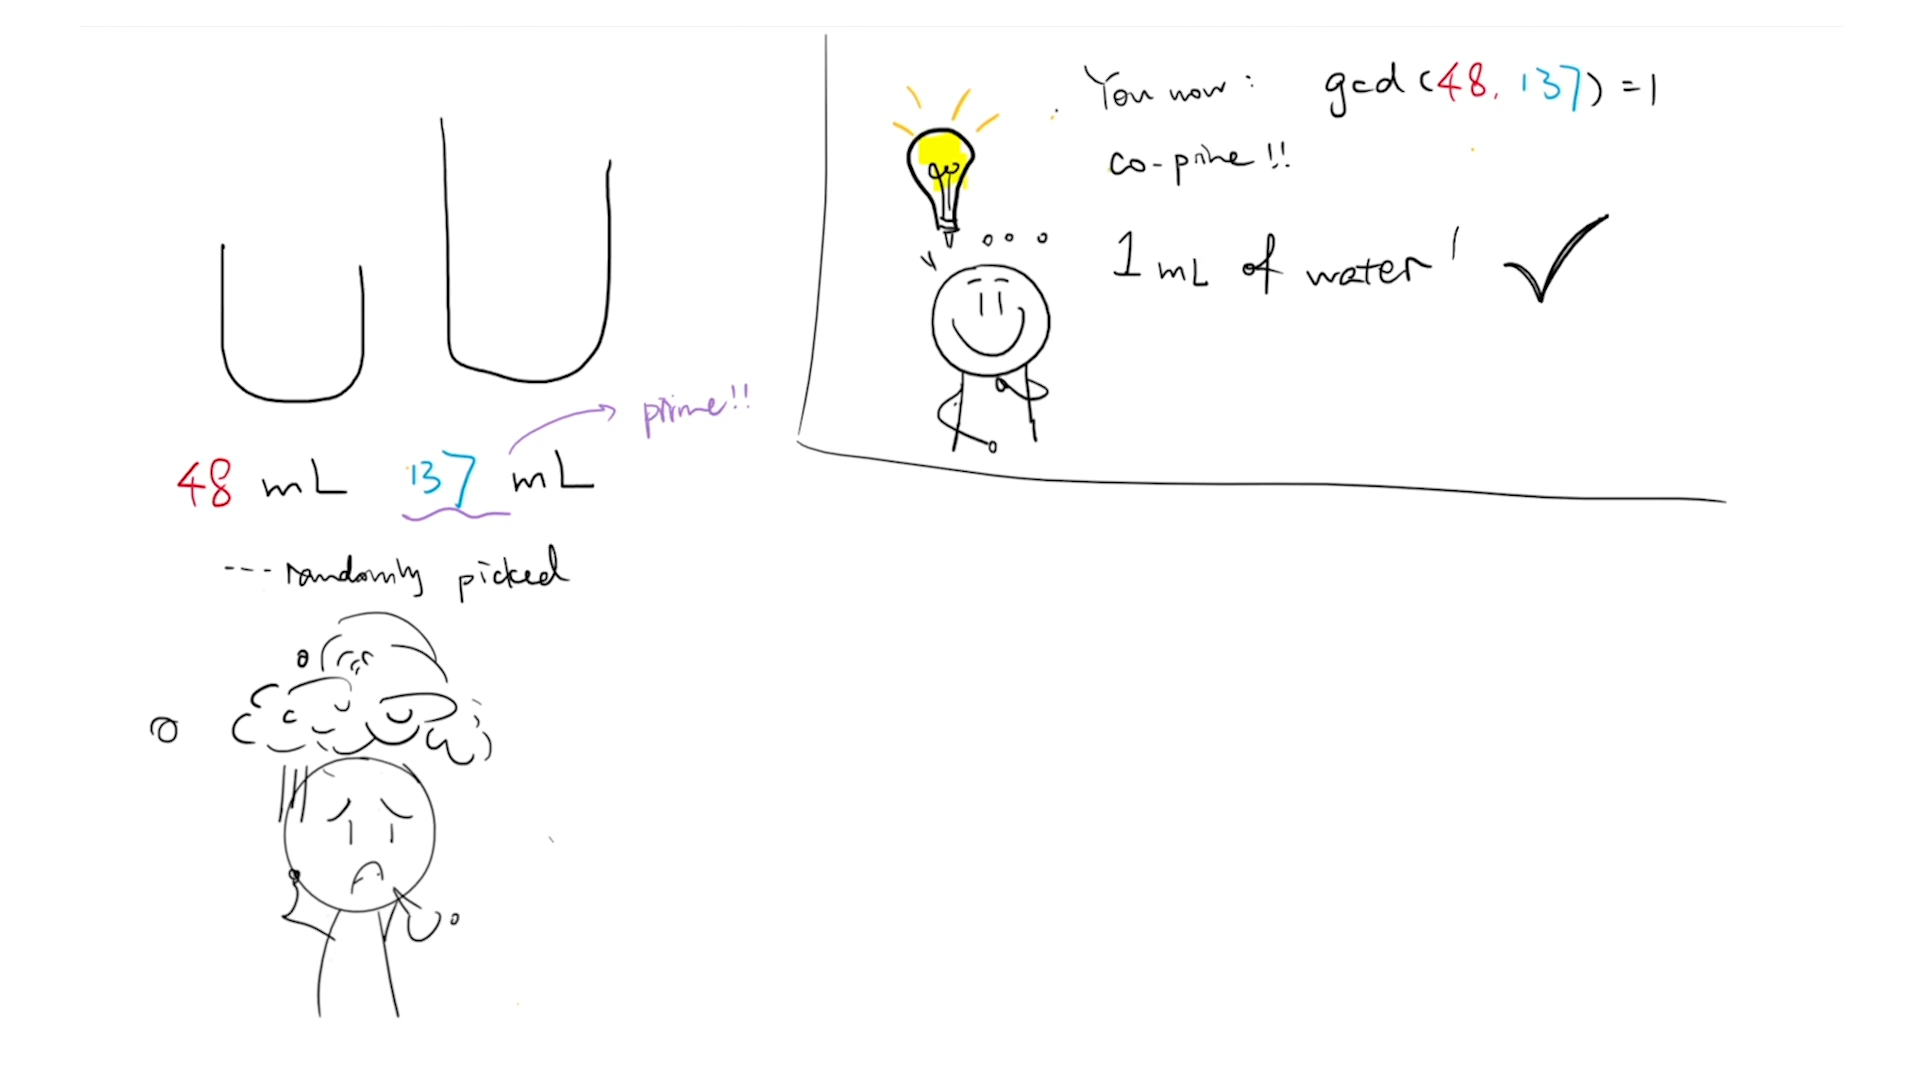 48 mL 137 mL
prime!!
--- randomly picked
You now: gcd (48, 137) = 1
co-prime!!
1 mL of water!